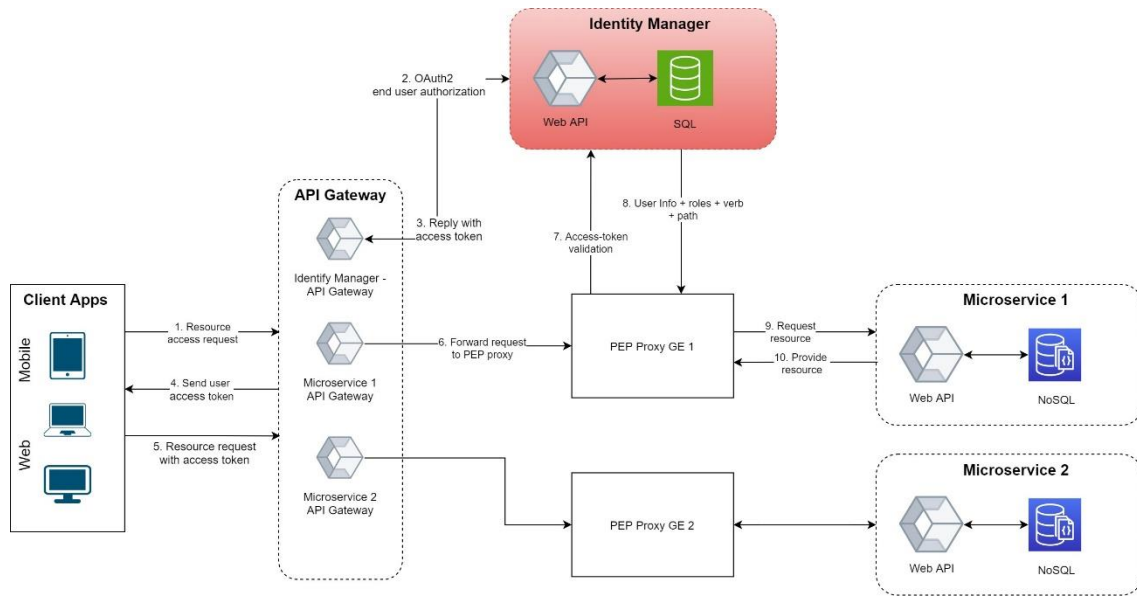 Identity Manager
2. OAuth2
end user authorization
Web API
SQL
API Gateway
3. Reply with
access token
8. User Info + roles + verb
+ path
7. Access-token
validation
Identify Manager -
API Gateway
Client Apps
Mobile
Web
1. Resource
access request
6. Forward request
to PEP proxy
PEP Proxy GE 1
9. Request
resource
10. Provide
resource
Microservice 1
Web API
NoSQL
4. Send user
access token
Microservice 1
API Gateway
5. Resource request
with access token
Microservice 2
API Gateway
PEP Proxy GE 2
Microservice 2
Web API
NoSQL